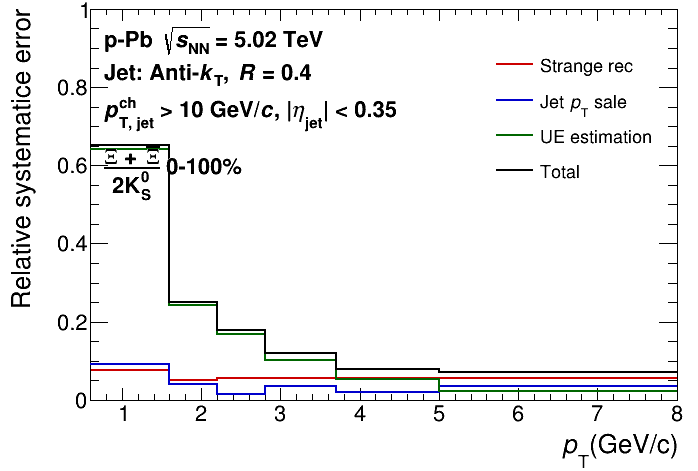 Relative systematice error
1
0.8
0.6
0.4
0.2
0
p-Pb √s_NN = 5.02 TeV
Jet: Anti-k_T, R = 0.4
p^ch_T, jet > 10 GeV/c, |η_jet| < 0.35
Ξ + Ξ̅ / 2K^0_S 0-100%
Strange rec
Jet p_T sale
UE estimation
Total
1 2 3 4 5 6 7 8
p_T(GeV/c)